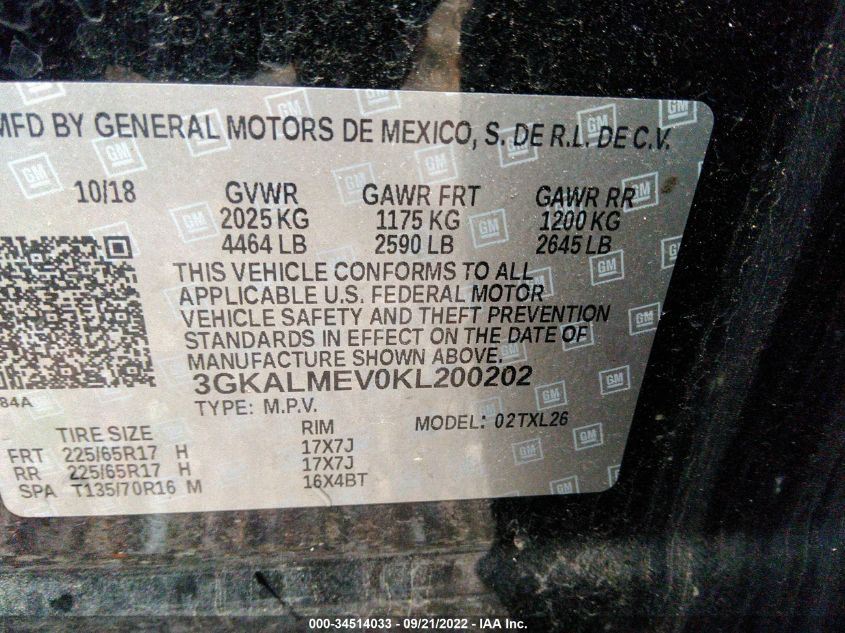 MFD BY GENERAL MOTORS DE MEXICO, S. DE R.L. DE C.V.
10/18 GVWR GAWR FRT GAWR RR
2025 KG 1175 KG 1200 KG
4464 LB 2590 LB 2645 LB
THIS VEHICLE CONFORMS TO ALL
APPLICABLE U.S. FEDERAL MOTOR
VEHICLE SAFETY AND THEFT PREVENTION
STANDARDS IN EFFECT ON THE DATE OF
MANUFACTURE SHOWN ABOVE.
3GKALMEV0KL200202
84A
TYPE: M.P.V. MODEL: 02TXL26
TIRE SIZE RIM
FRT 225/65R17 H 17X7J
RR 225/65R17 H 17X7J
SPA T135/70R16 M 16X4BT
GM
000-34514033 - 09/21/2022 - IAA Inc.